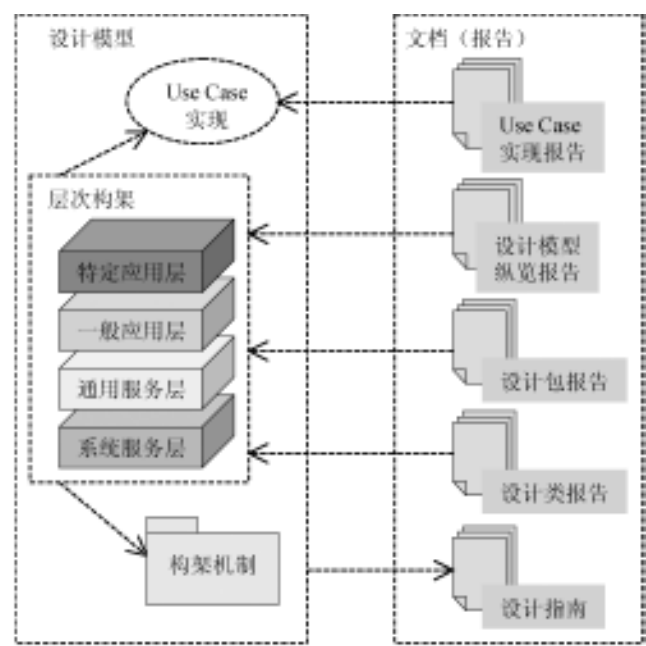 设计模型
Use Case
实现
层次构架
特定应用层
一般应用层
通用服务层
系统服务层
构架机制
文档（报告）
Use Case
实现报告
设计模型
纵览报告
设计包报告
设计类报告
设计指南